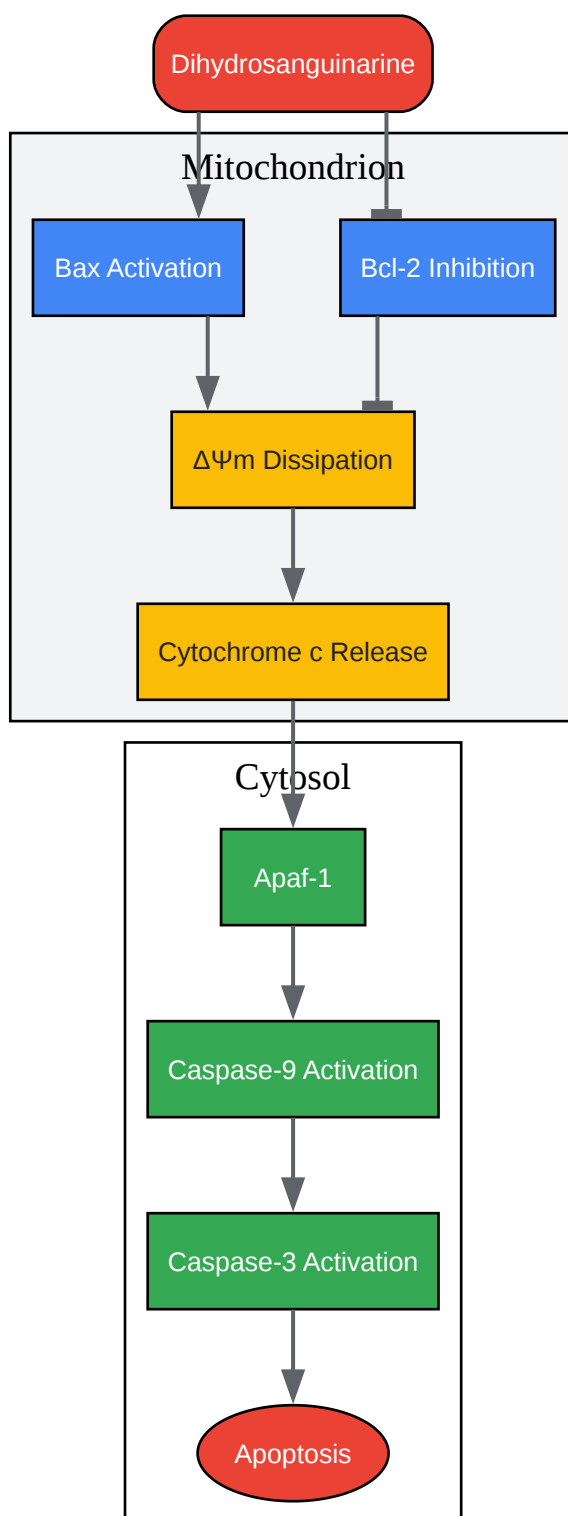 Dihydrosanguinarine
Mitochondrion
Bax Activation
Bcl-2 Inhibition
ΔΨm Dissipation
Cytochrome c Release
Cytosol
Apaf-1
Caspase-9 Activation
Caspase-3 Activation
Apoptosis